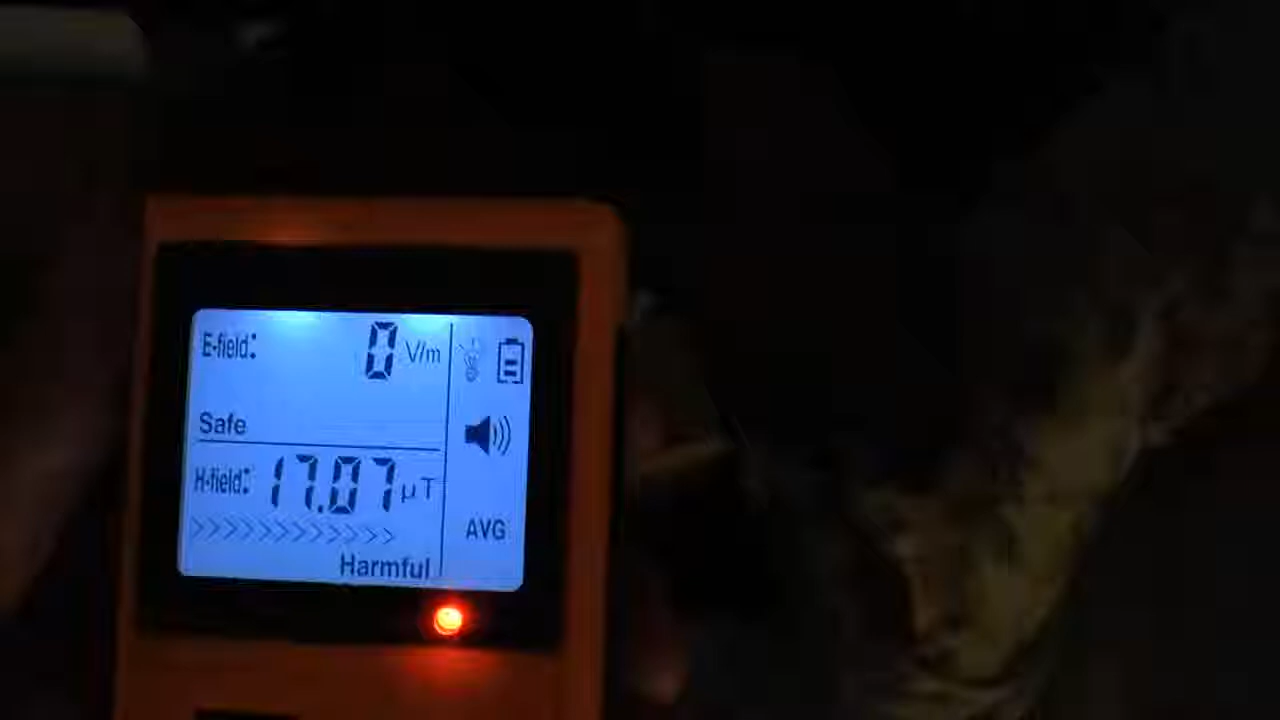 E-field: 0 V/m
Safe
H-field: 17.07 μT
Harmful
AVG